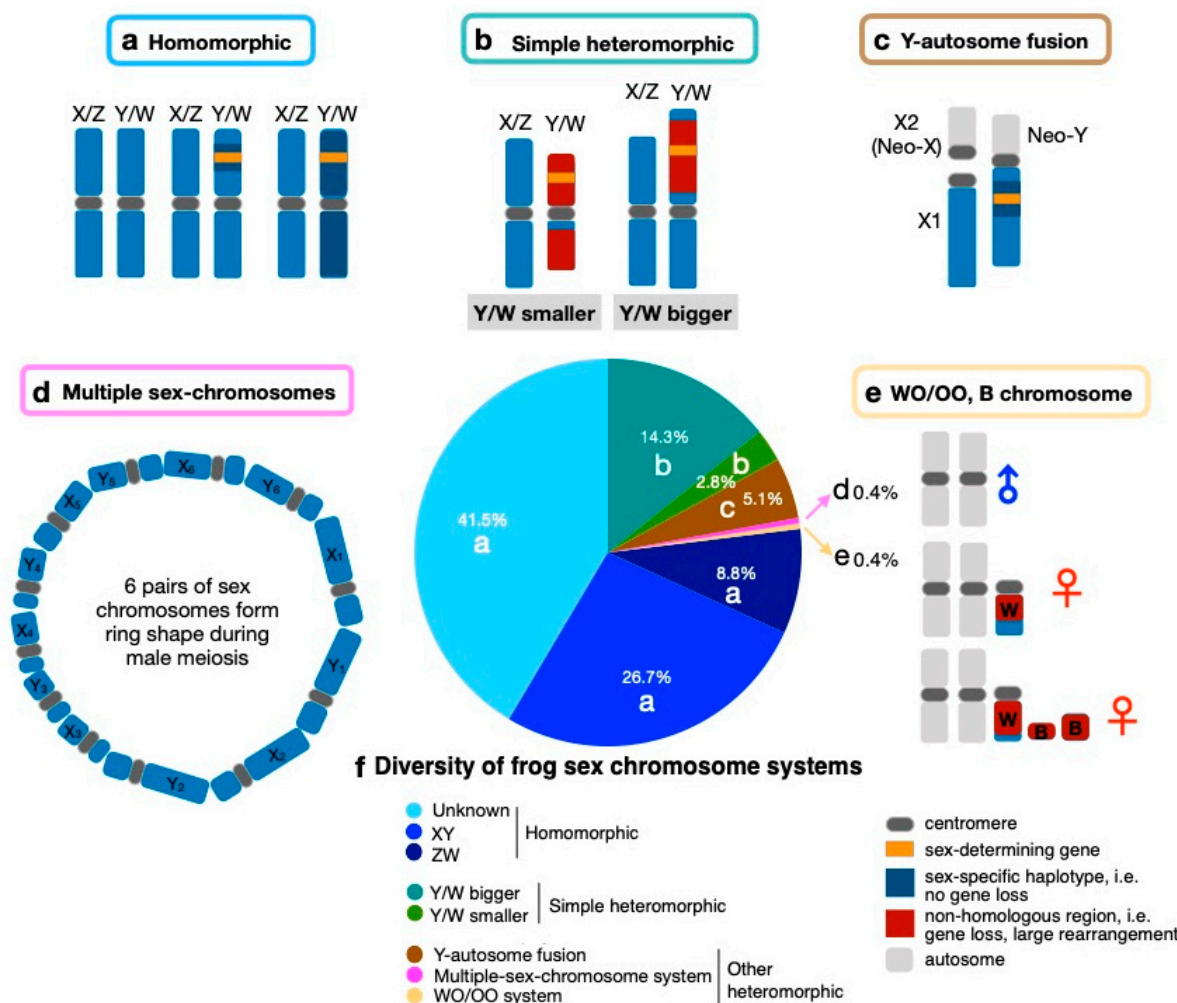 a Homomorphic
X/Z Y/W X/Z Y/W X/Z Y/W
b Simple heteromorphic
X/Z Y/W
X/Z Y/W
Y/W smaller
Y/W bigger
c Y-autosome fusion
X2
(Neo-X)
Neo-Y
X1
d Multiple sex-chromosomes
X₆
Y₆
X₁
Y₁
X₂
Y₂
X₃
Y₃
X₄
Y₄
X₅
Y₅
6 pairs of sex
chromosomes form
ring shape during
male meiosis
14.3%
b
b
2.8%
5.1%
c
d 0.4%
e 0.4%
8.8%
a
26.7%
a
41.5%
a
e WO/OO, B chromosome
♂
W
♀
W B B
♀
f Diversity of frog sex chromosome systems
Unknown
XY
ZW
Homomorphic
Y/W bigger
Y/W smaller
Simple heteromorphic
Y-autosome fusion
Multiple-sex-chromosome system
WO/OO system
Other
heteromorphic
centromere
sex-determining gene
sex-specific haplotype, i.e.
no gene loss
non-homologous region, i.e.
gene loss, large rearrangement
autosome